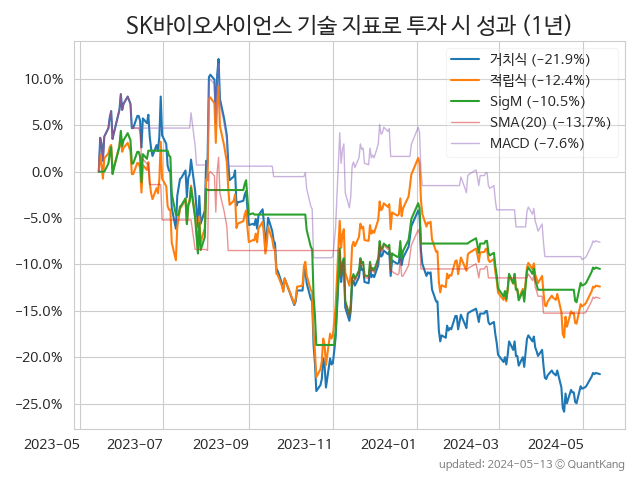 SK바이오사이언스 기술 지표로 투자 시 성과 (1년)
거치식 (−21.9%)
적립식 (−12.4%)
SigM (−10.5%)
SMA(20) (−13.7%)
MACD (−7.6%)
10.0%
5.0%
0.0%
−5.0%
−10.0%
−15.0%
−20.0%
−25.0%
2023-05 2023-07 2023-09 2023-11 2024-01 2024-03 2024-05
updated: 2024-05-13 © QuantKang